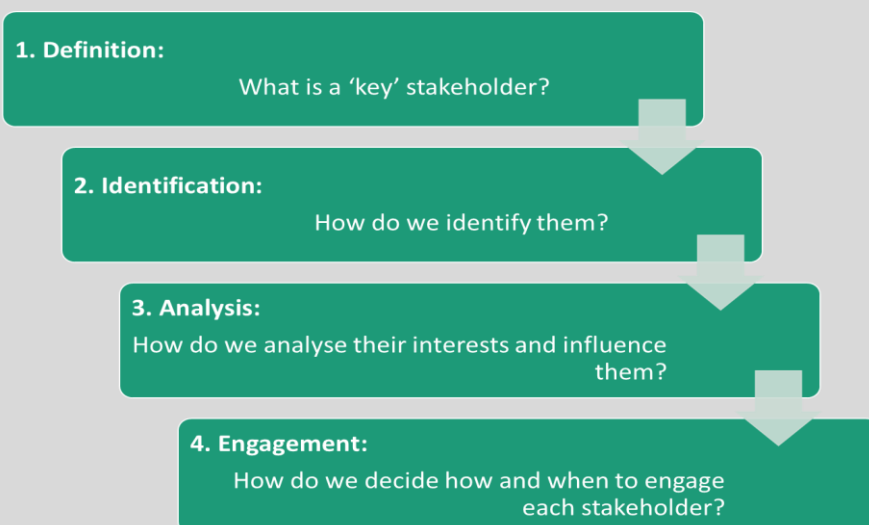 1. Definition:
What is a ‘key’ stakeholder?
2. Identification:
How do we identify them?
3. Analysis:
How do we analyse their interests and influence
them?
4. Engagement:
How do we decide how and when to engage
each stakeholder?